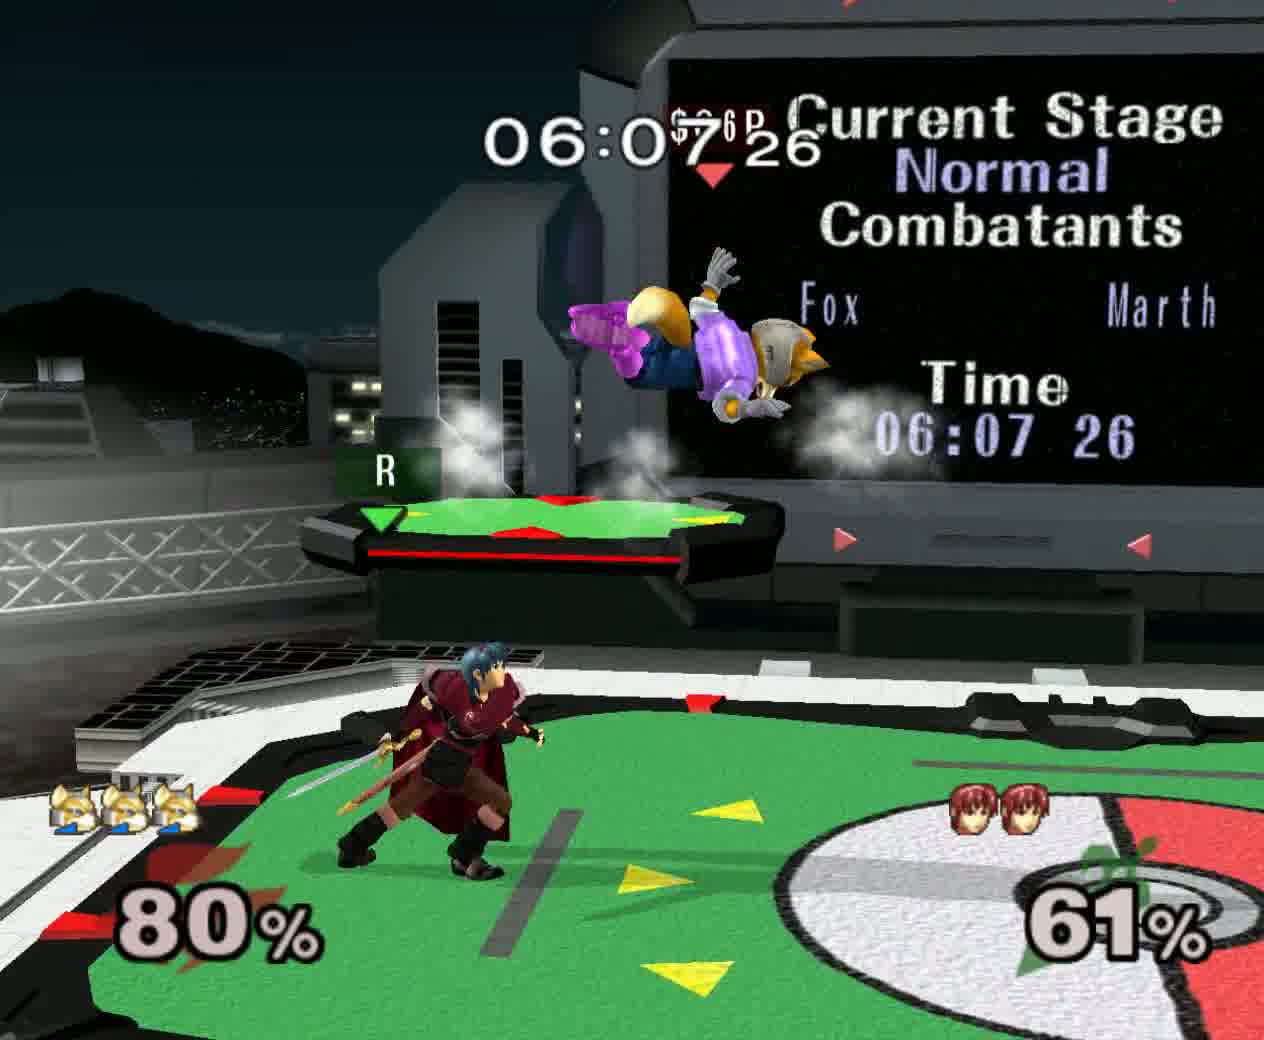 06:07 26
Current Stage
Normal
Combatants
Fox Marth
Time
06:07 26
R
80%
61%